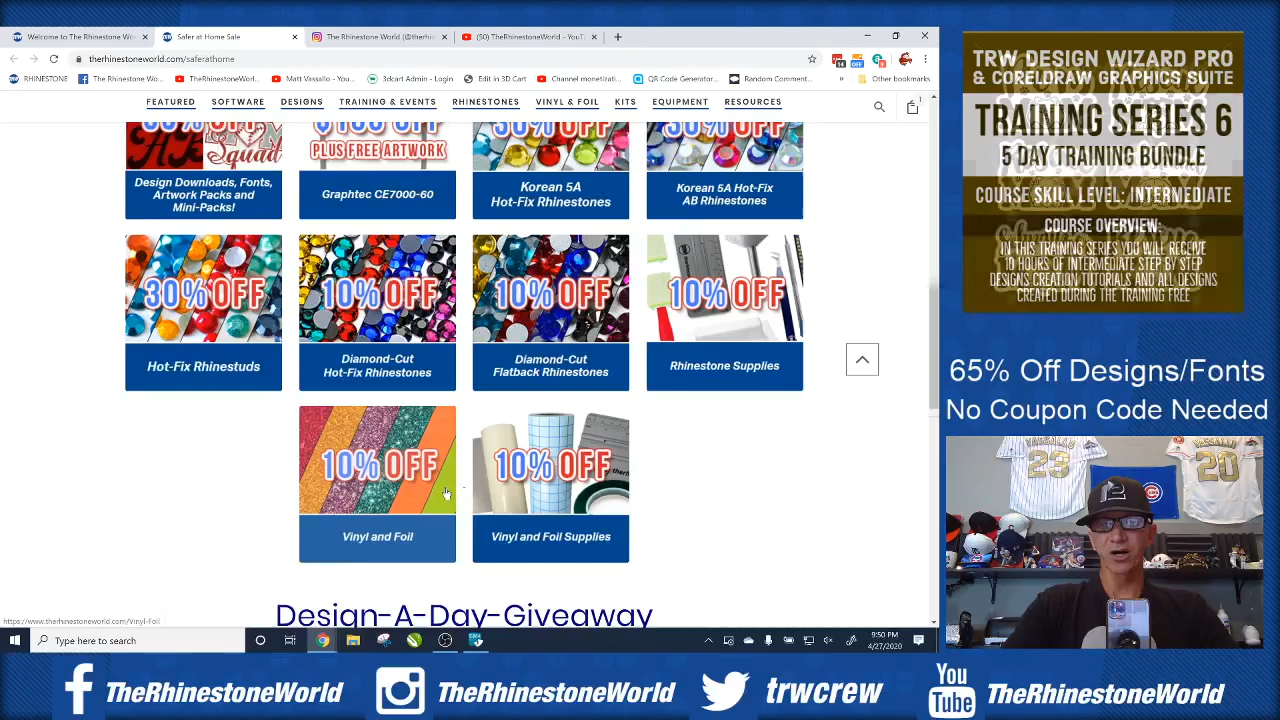 Welcome to The Rhinestone Wo
Safer at Home Sale
The Rhinestone World (@therhin
(50) TheRhinestoneWorld - YouT
therhinestoneworld.com/saferathome
RHINESTONE
The Rhinestone Wo...
TheRhinestoneWorl...
Matt Vassallo - You...
3dcart Admin - Login
Edit in 3D Cart
Channel monetizati...
QR Code Generator...
Random Comment...
Other bookmarks
FEATURED SOFTWARE DESIGNS TRAINING & EVENTS RHINESTONES VINYL & FOIL KITS EQUIPMENT RESOURCES
1
Squad
PLUS FREE ARTWORK
Design Downloads, Fonts,
Artwork Packs and
Mini-Packs!
Graphtec CE7000-60
Korean 5A
Hot-Fix Rhinestones
Korean 5A Hot-Fix
AB Rhinestones
30% OFF
10% OFF
10% OFF
10% OFF
Hot-Fix Rhinestuds
Diamond-Cut
Hot-Fix Rhinestones
Diamond-Cut
Flatback Rhinestones
Rhinestone Supplies
10% OFF
10% OFF
Vinyl and Foil
Vinyl and Foil Supplies
Design-A-Day-Giveaway
https://www.therhinestoneworld.com/Vinyl-Foil
Type here to search
9:50 PM
4/27/2020
TRW DESIGN WIZARD PRO
& CORELDRAW GRAPHICS SUITE
TRAINING SERIES 6
5 DAY TRAINING BUNDLE
COURSE SKILL LEVEL: INTERMEDIATE
COURSE OVERVIEW:
IN THIS TRAINING SERIES YOU WILL RECEIVE
10 HOURS OF INTERMEDIATE STEP BY STEP
DESIGNS CREATION TUTORIALS AND ALL DESIGNS
CREATED DURING THE TRAINING FREE
65% Off Designs/Fonts
No Coupon Code Needed
VASSALLO
23
VASSALLO
20
TheRhinestoneWorld
TheRhinestoneWorld
trwcrew
You
Tube
TheRhinestoneWorld